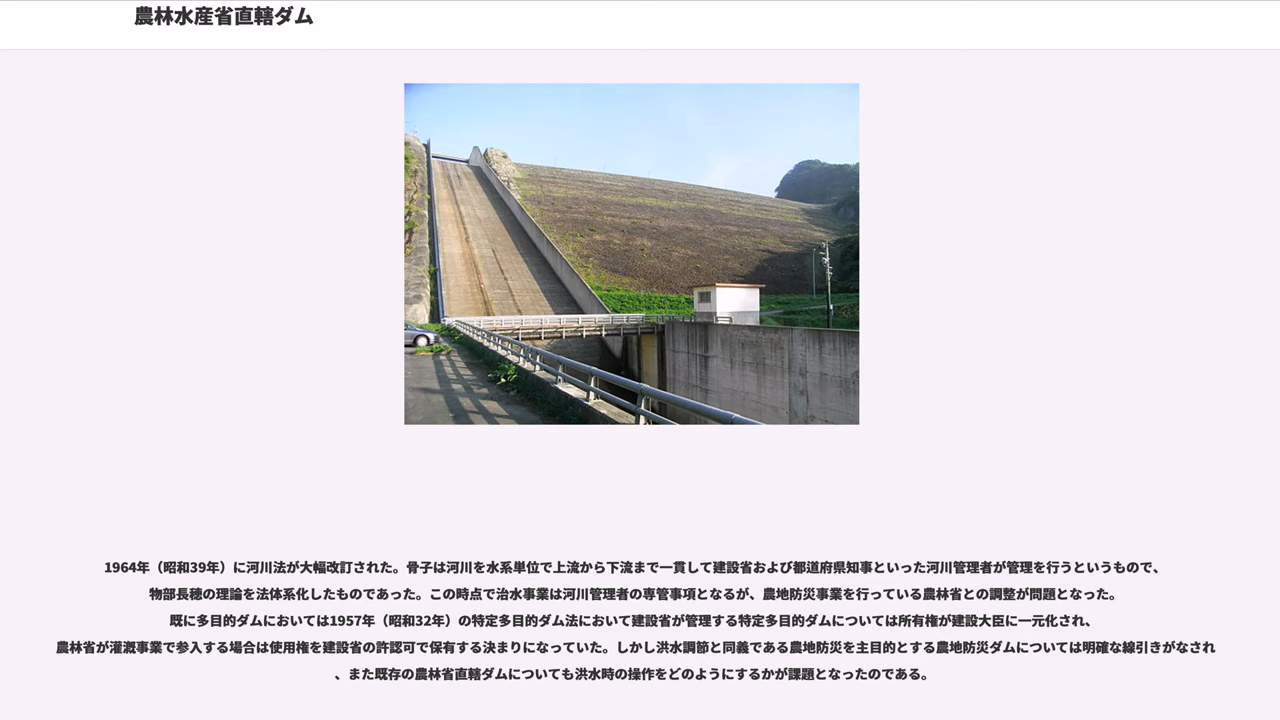 農林水産省直轄ダム
1964年（昭和39年）に河川法が大幅改訂された。骨子は河川を水系単位で上流から下流まで一貫して建設省および都道府県知事といった河川管理者が管理を行うというもので、
物部長穂の理論を法体系化したものであった。この時点で治水事業は河川管理者の専管事項となるが、農地防災事業を行っている農林省との調整が問題となった。
既に多目的ダムにおいては1957年（昭和32年）の特定多目的ダム法において建設省が管理する特定多目的ダムについては所有権が建設大臣に一元化され、
農林省が灌漑事業で参入する場合は使用権を建設省の許認可で保有する決まりになっていた。しかし洪水調節と同義である農地防災を主目的とする農地防災ダムについては明確な線引きがなされ
、また既存の農林省直轄ダムについても洪水時の操作をどのようにするかが課題となったのである。